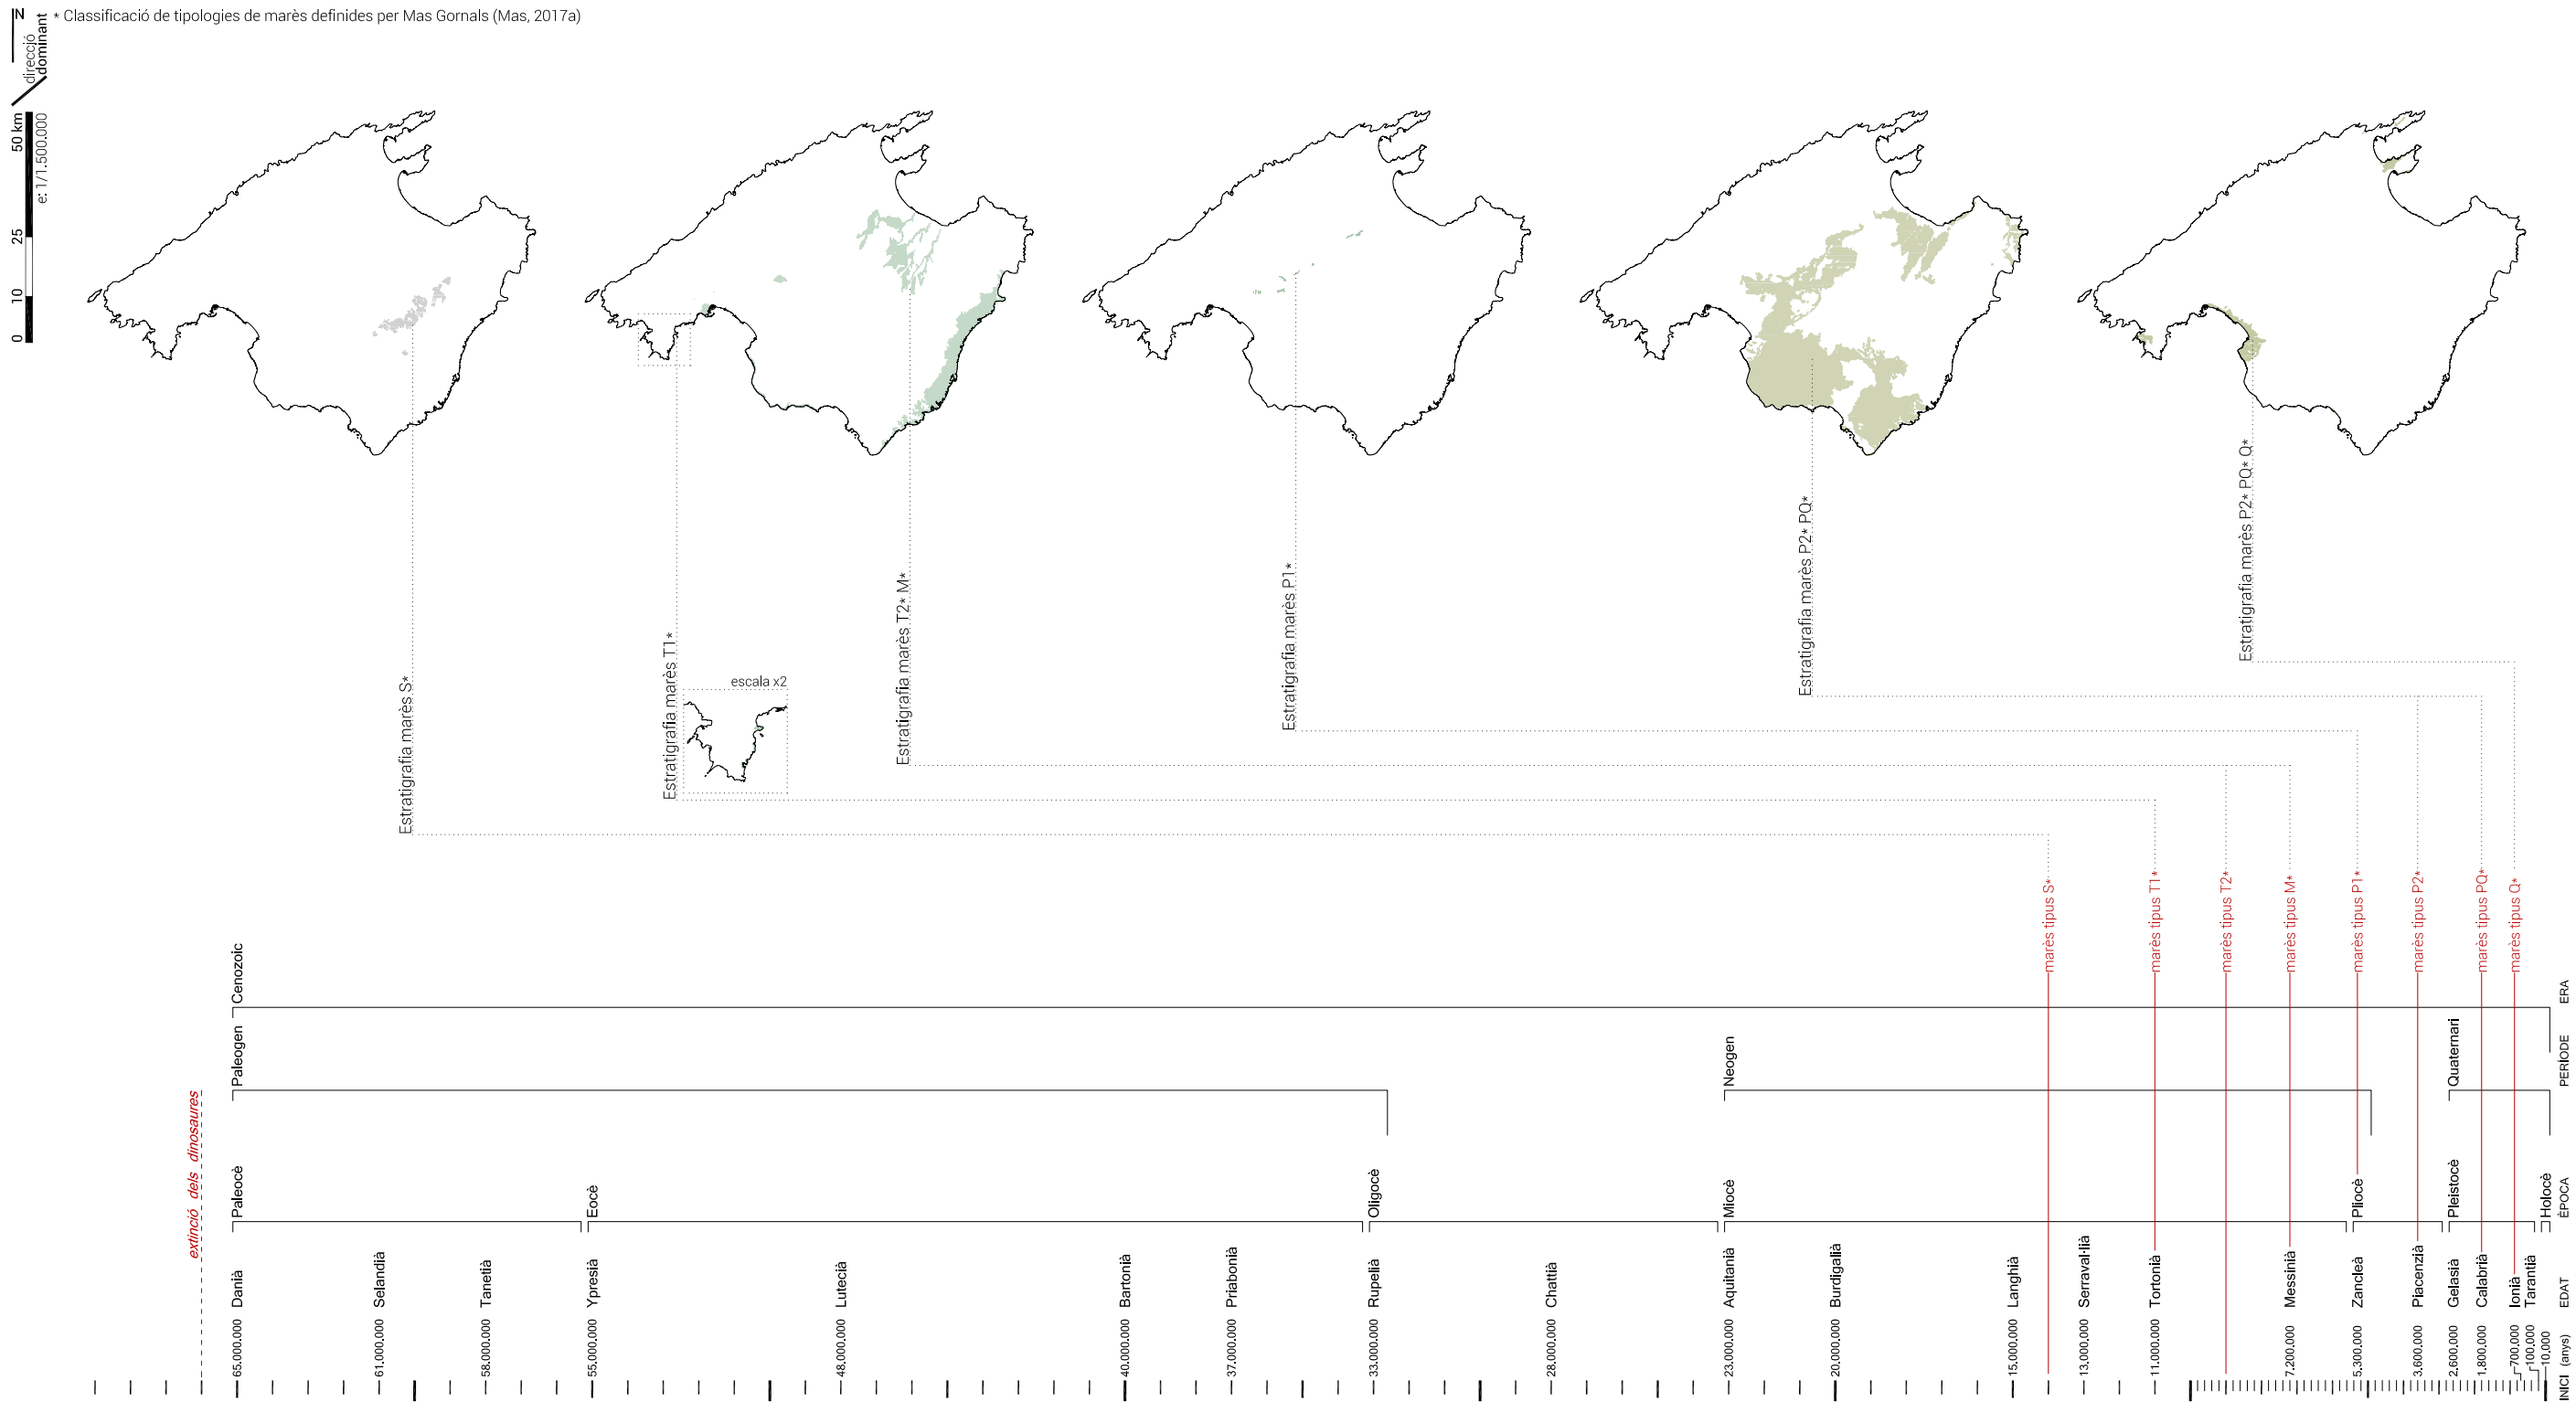 N
direcció
dominant
* Classificació de tipologies de marès definides per Mas Gornals (Mas, 2017a)
0 10 25 50 km
e: 1/1.500.000
Estratigrafia marès S*
Estratigrafia marès T1*
escala x2
Estratigrafia marès T2* M*
Estratigrafia marès P1*
Estratigrafia marès P2* PQ*
Estratigrafia marès P2* PQ* Q*
marès tipus S*
marès tipus T1*
marès tipus T2*
marès tipus M*
marès tipus P1*
marès tipus P2*
marès tipus PQ*
marès tipus Q*
Cenozoic
ERA
Paleogen
Neogen
Quaternari
PERÍODE
extinció dels dinosaures
Paleocè
Eocè
Oligocè
Miocè
Pliocè
Pleistocè
Holocè
ÈPOCA
Danià
Selandià
Tanetià
Ypresià
Lutecià
Bartonià
Priabonià
Rupelià
Chattià
Aquitanià
Burdigalià
Langhià
Serraval·lià
Tortonià
Messinià
Zancleà
Piacenzià
Gelasià
Calabrià
Ionià
Tarantià
EDAT
65.000.000
61.000.000
58.000.000
55.000.000
48.000.000
40.000.000
37.000.000
33.000.000
28.000.000
23.000.000
20.000.000
15.000.000
13.000.000
11.000.000
7.200.000
5.300.000
3.600.000
2.600.000
1.800.000
700.000
100.000
10.000
INICI (anys)